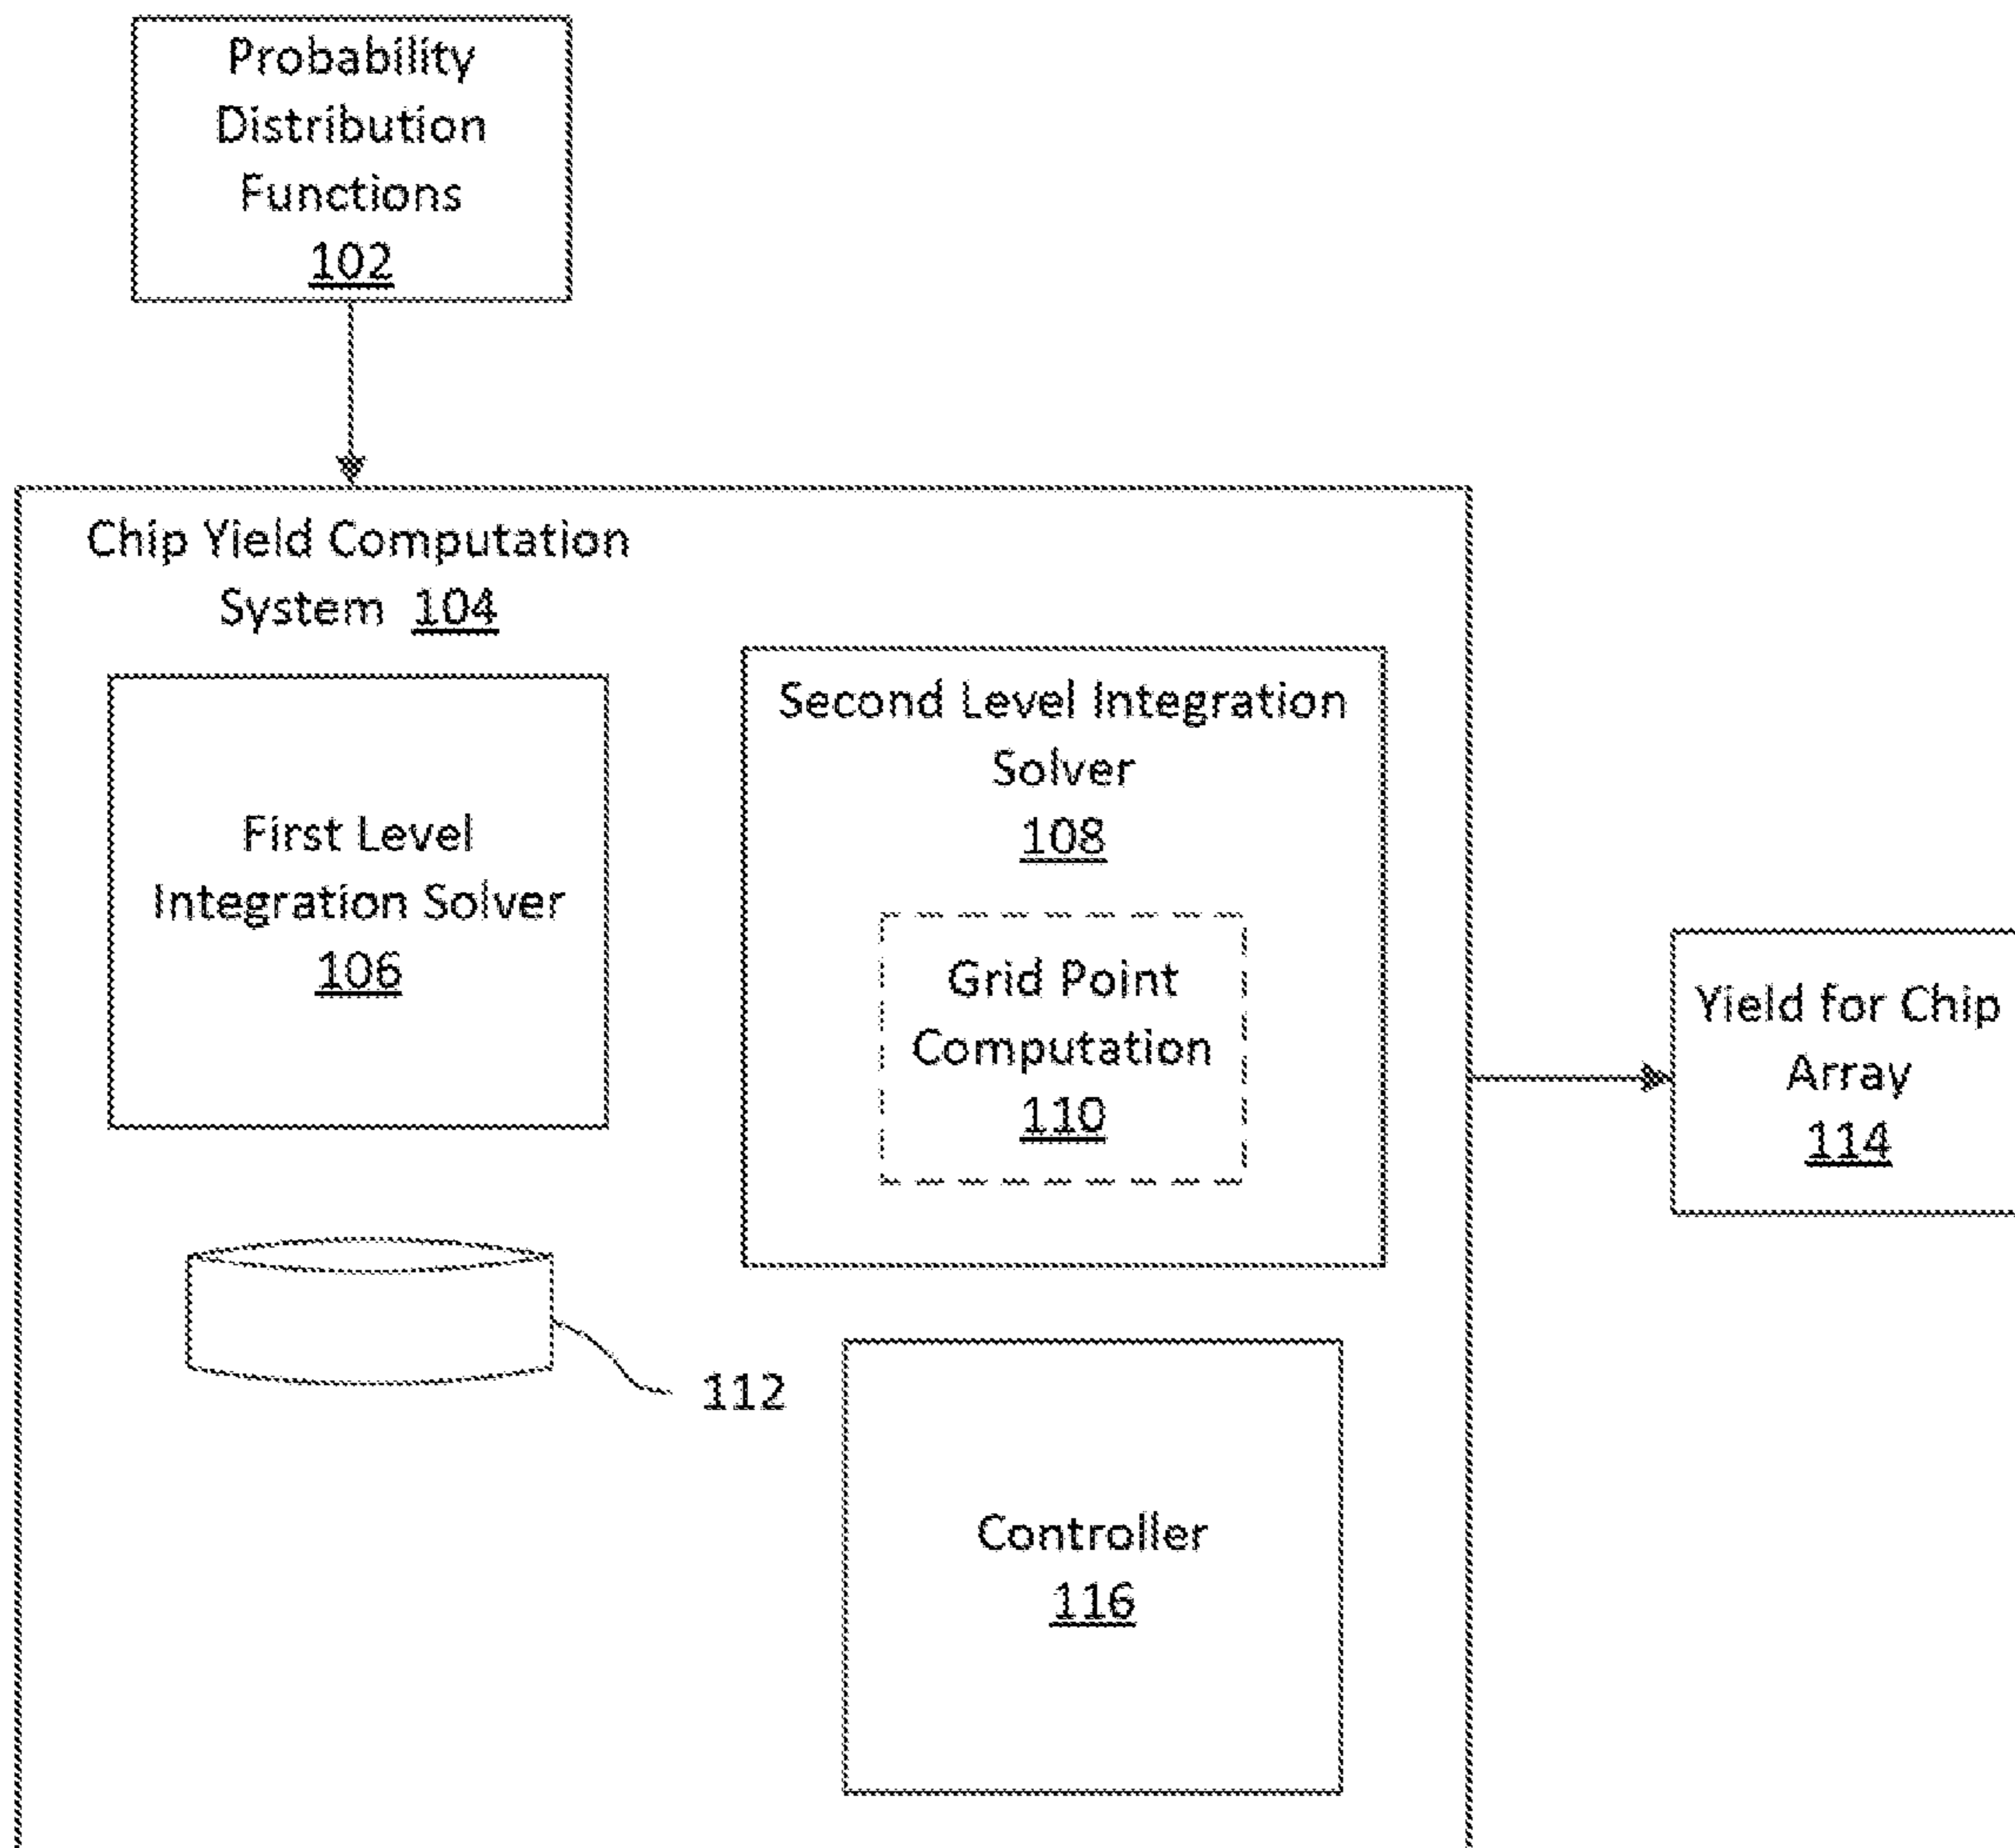 Probability
Distribution
Functions
102
Chip Yield Computation
System 104
First Level
Integration Solver
106
Second Level Integration
Solver
108
Grid Point
Computation
110
112
Controller
116
Yield for Chip
Array
114